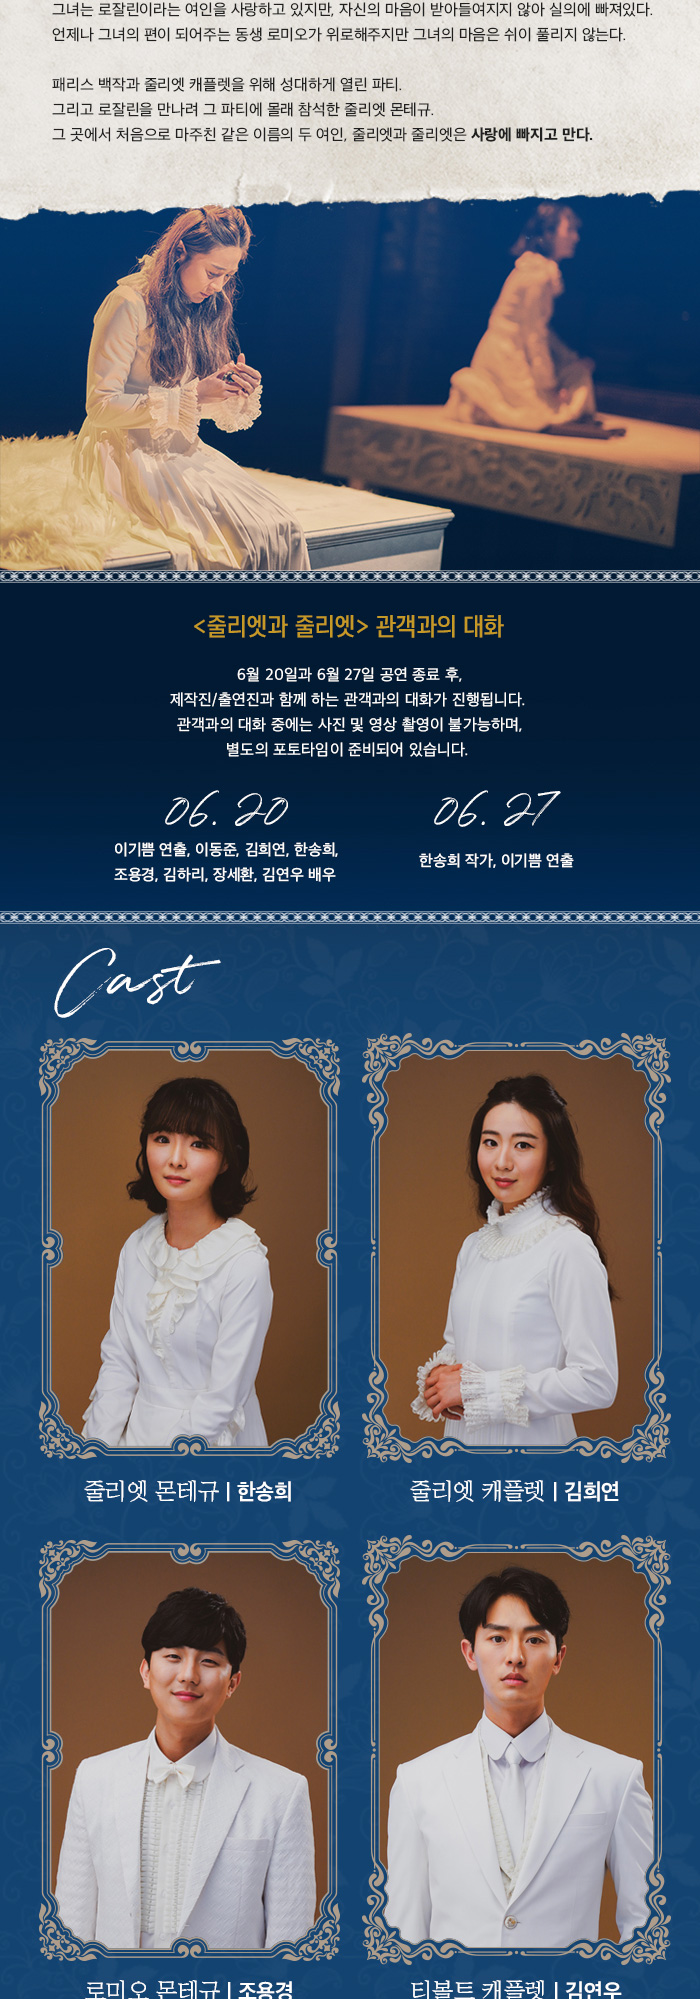 그녀는 로잘린이라는 여인을 사랑하고 있지만, 자신의 마음이 받아들여지지 않아 실의에 빠져있다.
언제나 그녀의 편이 되어주는 동생 로미오가 위로해주지만 그녀의 마음은 쉬이 풀리지 않는다.
패리스 백작과 줄리엣 캐플렛을 위해 성대하게 열린 파티.
그리고 로잘린을 만나려 그 파티에 몰래 참석한 줄리엣 몬테규.
그 곳에서 처음으로 마주친 같은 이름의 두 여인, 줄리엣과 줄리엣은 사랑에 빠지고 만다.
<줄리엣과 줄리엣> 관객과의 대화
6월 20일과 6월 27일 공연 종료 후,
제작진/출연진과 함께 하는 관객과의 대화가 진행됩니다.
관객과의 대화 중에는 사진 및 영상 촬영이 불가능하며,
별도의 포토타임이 준비되어 있습니다.
06. 20
이기쁨 연출, 이동준, 김희연, 한송희,
조용경, 김하리, 장세환, 김연우 배우
06. 27
한송희 작가, 이기쁨 연출
Cast
줄리엣 몬테규 | 한송희
줄리엣 캐플렛 | 김희연
로미오 몬테규 | 조용경
티볼트 캐플렛 | 김연우